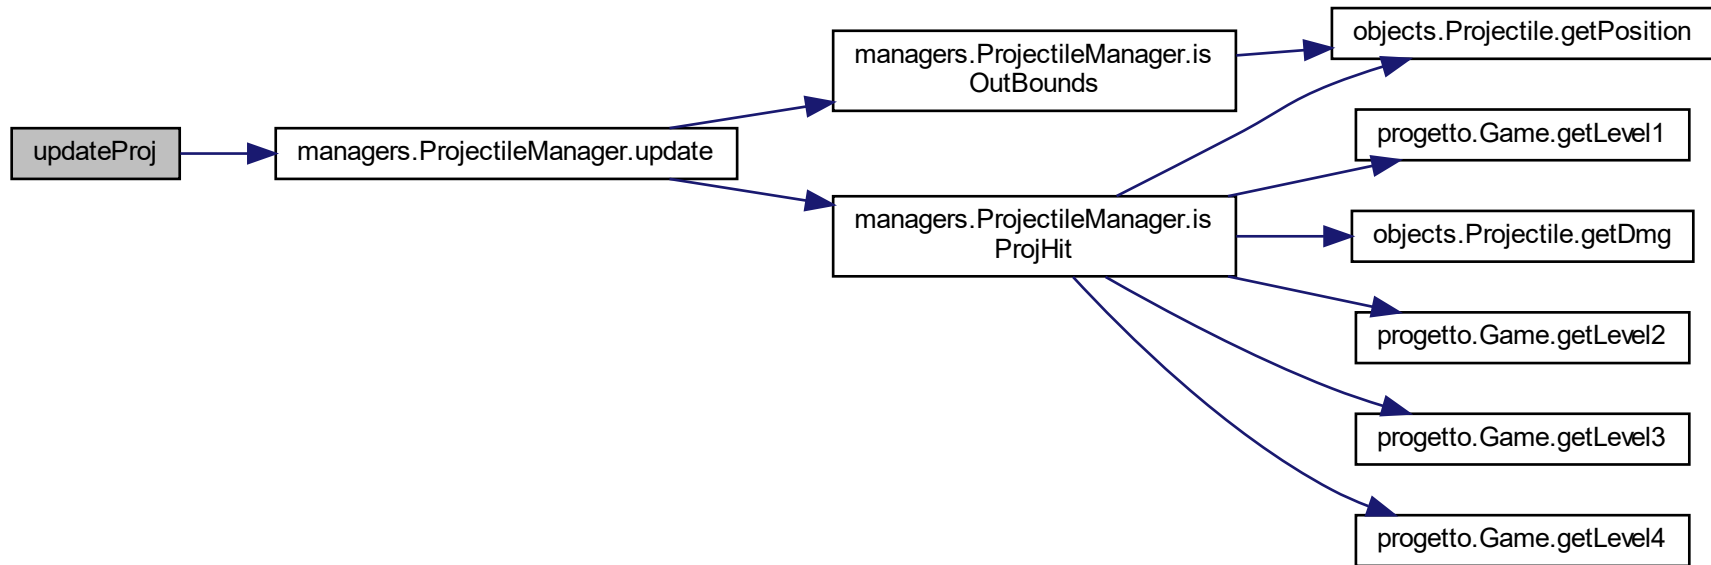 updateProj
managers.ProjectileManager.update
managers.ProjectileManager.is
OutBounds
managers.ProjectileManager.is
ProjHit
objects.Projectile.getPosition
progetto.Game.getLevel1
objects.Projectile.getDmg
progetto.Game.getLevel2
progetto.Game.getLevel3
progetto.Game.getLevel4